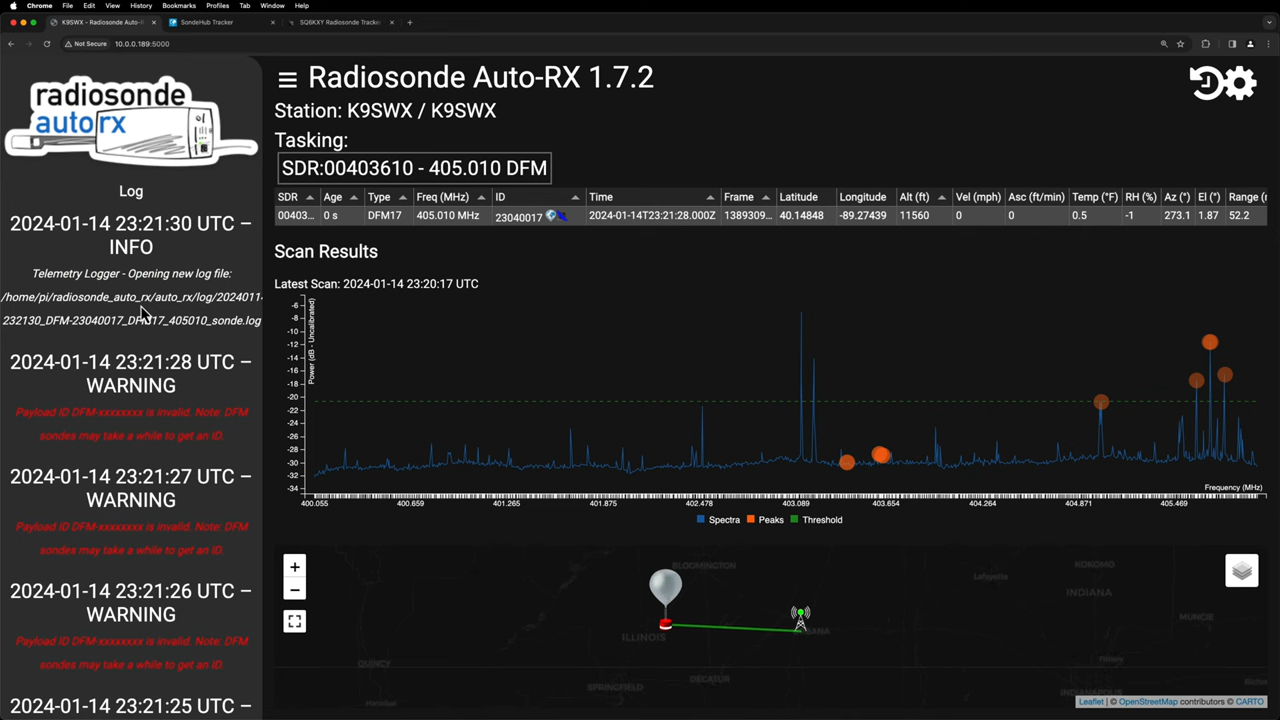 Chrome File Edit View History Bookmarks Profiles Tab Window Help
K9SWX - Radiosonde Auto-R
SondeHub Tracker
SQ6KXY Radiosonde Tracke
Not Secure 10.0.0.189:5000
radiosonde
auto rx
Log
2024-01-14 23:21:30 UTC –
INFO
Telemetry Logger - Opening new log file:
/home/pi/radiosonde_auto_rx/auto_rx/log/2024011
232130_DFM-23040017_DFM17_405010_sonde.log
2024-01-14 23:21:28 UTC –
WARNING
Payload ID DFM-xxxxxxxx is invalid. Note: DFM
sondes may take a while to get an ID.
2024-01-14 23:21:27 UTC –
WARNING
Payload ID DFM-xxxxxxxx is invalid. Note: DFM
sondes may take a while to get an ID.
2024-01-14 23:21:26 UTC –
WARNING
Payload ID DFM-xxxxxxxx is invalid. Note: DFM
sondes may take a while to get an ID.
2024-01-14 23:21:25 UTC –
Radiosonde Auto-RX 1.7.2
Station: K9SWX / K9SWX
Tasking:
SDR:00403610 - 405.010 DFM
SDR Age Type Freq (MHz) ID Time Frame Latitude Longitude Alt (ft) Vel (mph) Asc (ft/min) Temp (°F) RH (%) Az (°) El (°) Range (
00403... 0 s DFM17 405.010 MHz 23040017 2024-01-14T23:21:28.000Z 1389309... 40.14848 -89.27439 11560 0 0 0.5 -1 273.1 1.87 52.2
Scan Results
Latest Scan: 2024-01-14 23:20:17 UTC
Power (dB - Uncalibrated)
-6
-8
-10
-12
-14
-16
-18
-20
-22
-24
-26
-28
-30
-32
-34
400.055 400.659 401.275 401.875 402.478 403.089 403.654 404.264 404.871 405.469
Frequency (MHz)
Spectra Peaks Threshold
+
−
BLOOMINGTON
Lafayette
KOKOMO
INDIANA
MUNCIE
ILLINOIS
QUINCY
DECATUR
SPRINGFIELD
INDIANAPOLIS
Hannibal
Leaflet | © OpenStreetMap contributors © CARTO